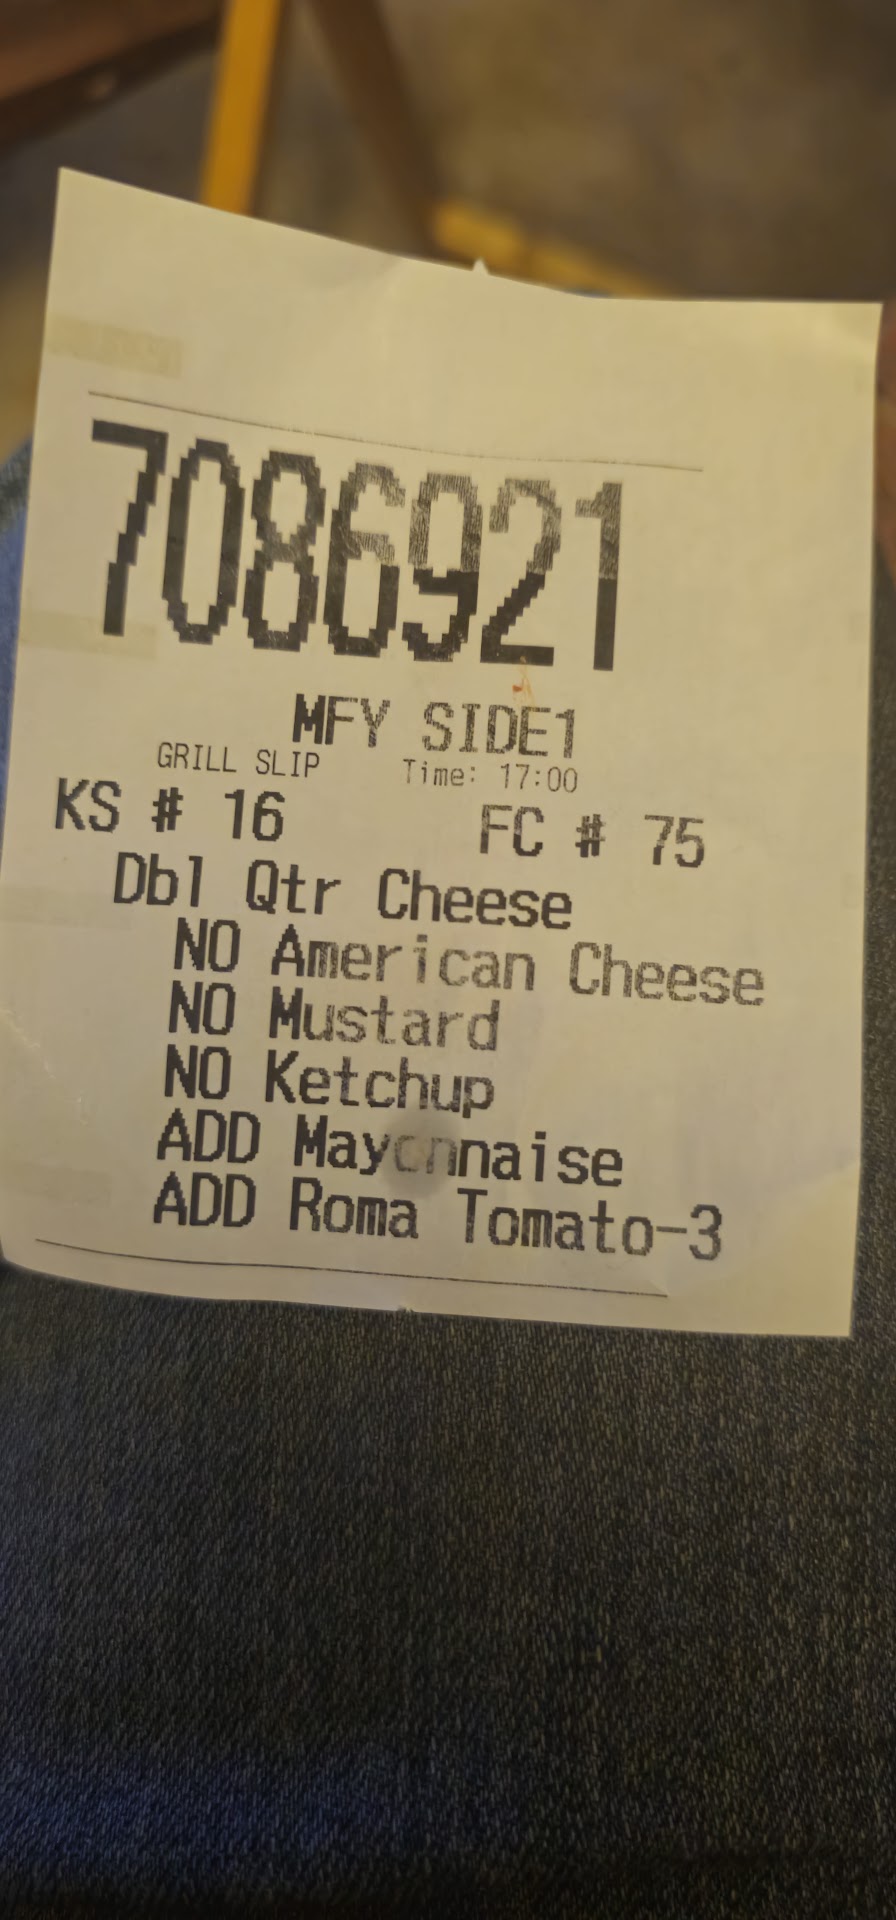 7086921
MFY SIDE1
GRILL SLIP Time: 17:00
KS # 16 FC # 75
Dbl Qtr Cheese
NO American Cheese
NO Mustard
NO Ketchup
ADD Mayonnaise
ADD Roma Tomato-3